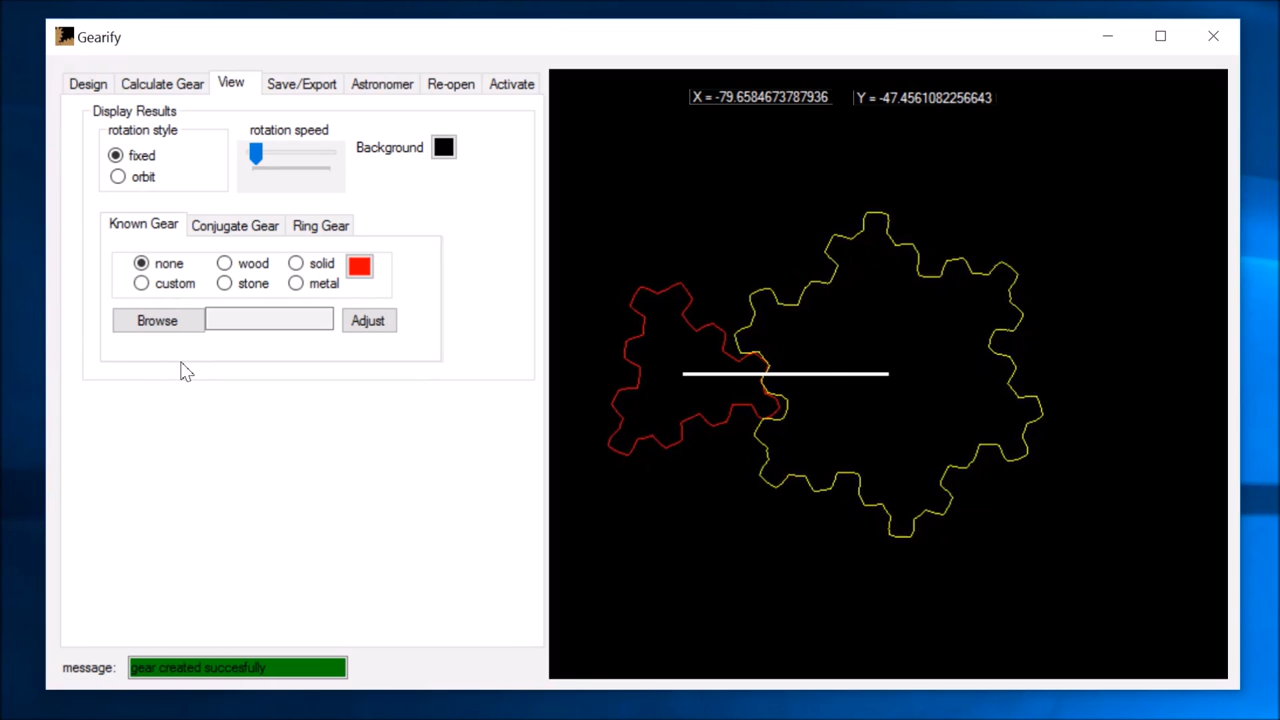 Gearify
Design Calculate Gear View Save/Export Astronomer Re-open Activate
Display Results
rotation style
fixed
orbit
rotation speed
Background
Known Gear Conjugate Gear Ring Gear
none wood solid
custom stone metal
Browse Adjust
message: gear created succesfully
X = -79.6584673787936 Y = -47.4561082256643